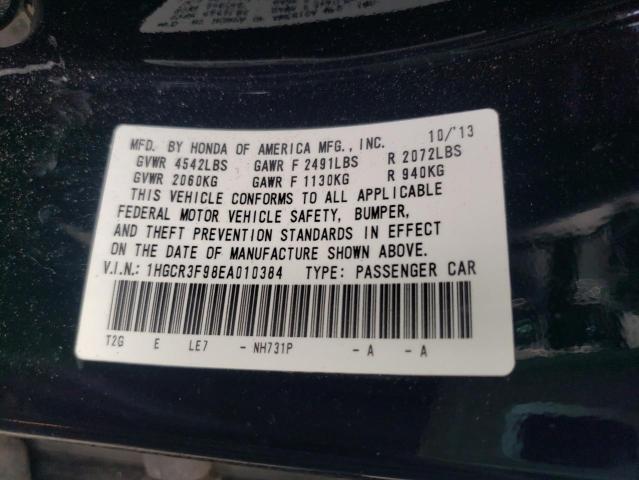 MFD. BY HONDA OF AMERICA MFG., INC. 10/'13
GVWR 4542LBS GAWR F 2491LBS R 2072LBS
GVWR 2060KG GAWR F 1130KG R 940KG
THIS VEHICLE CONFORMS TO ALL APPLICABLE
FEDERAL MOTOR VEHICLE SAFETY, BUMPER,
AND THEFT PREVENTION STANDARDS IN EFFECT
ON THE DATE OF MANUFACTURE SHOWN ABOVE.
V.I.N.: 1HGCR3F98EA010384 TYPE: PASSENGER CAR
T2G E LE7 - NH731P - A - A